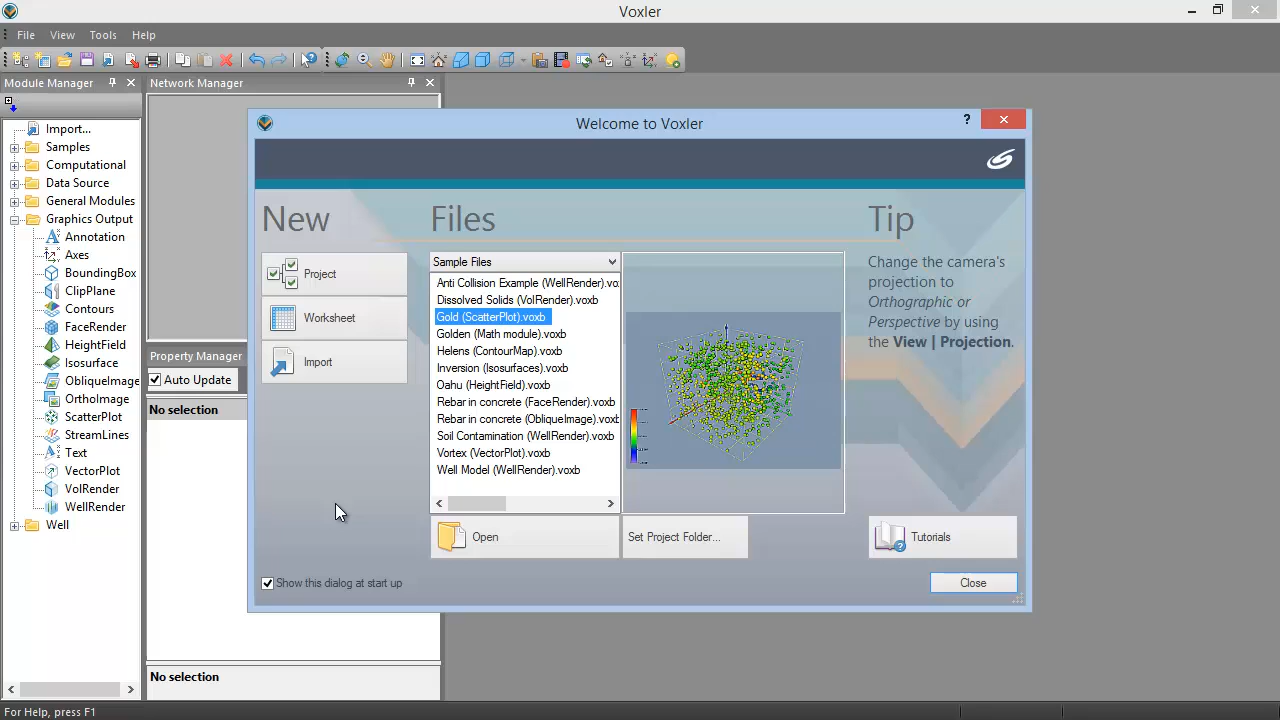 Voxler
File View Tools Help
Module Manager
Network Manager
Import...
Samples
Computational
Data Source
General Modules
Graphics Output
Annotation
Axes
BoundingBox
ClipPlane
Contours
FaceRender
HeightField
Isosurface
ObliqueImage
OrthoImage
ScatterPlot
StreamLines
Text
VectorPlot
VolRender
WellRender
Well
Property Manager
Auto Update
No selection
No selection
Welcome to Voxler
?
New
Project
Worksheet
Import
Files
Sample Files
Anti Collision Example (WellRender).vo
Dissolved Solids (VolRender).voxb
Gold (ScatterPlot).voxb
Golden (Math module).voxb
Helens (ContourMap).voxb
Inversion (Isosurfaces).voxb
Oahu (HeightField).voxb
Rebar in concrete (FaceRender).voxb
Rebar in concrete (ObliqueImage).voxb
Soil Contamination (WellRender).voxb
Vortex (VectorPlot).voxb
Well Model (WellRender).voxb
Open
Set Project Folder...
Tip
Change the camera's
projection to
Orthographic or
Perspective by using
the View | Projection.
Tutorials
Show this dialog at start up
Close
For Help, press F1